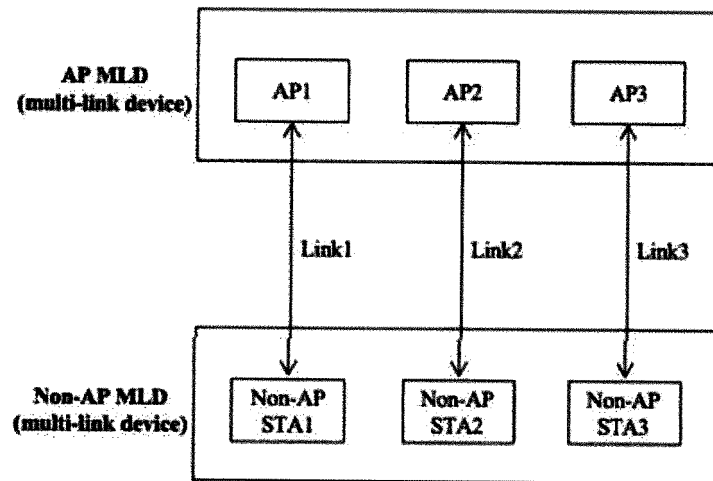 AP MLD
(multi-link device)
AP1
AP2
AP3
Link1
Link2
Link3
Non-AP MLD
(multi-link device)
Non-AP
STA1
Non-AP
STA2
Non-AP
STA3